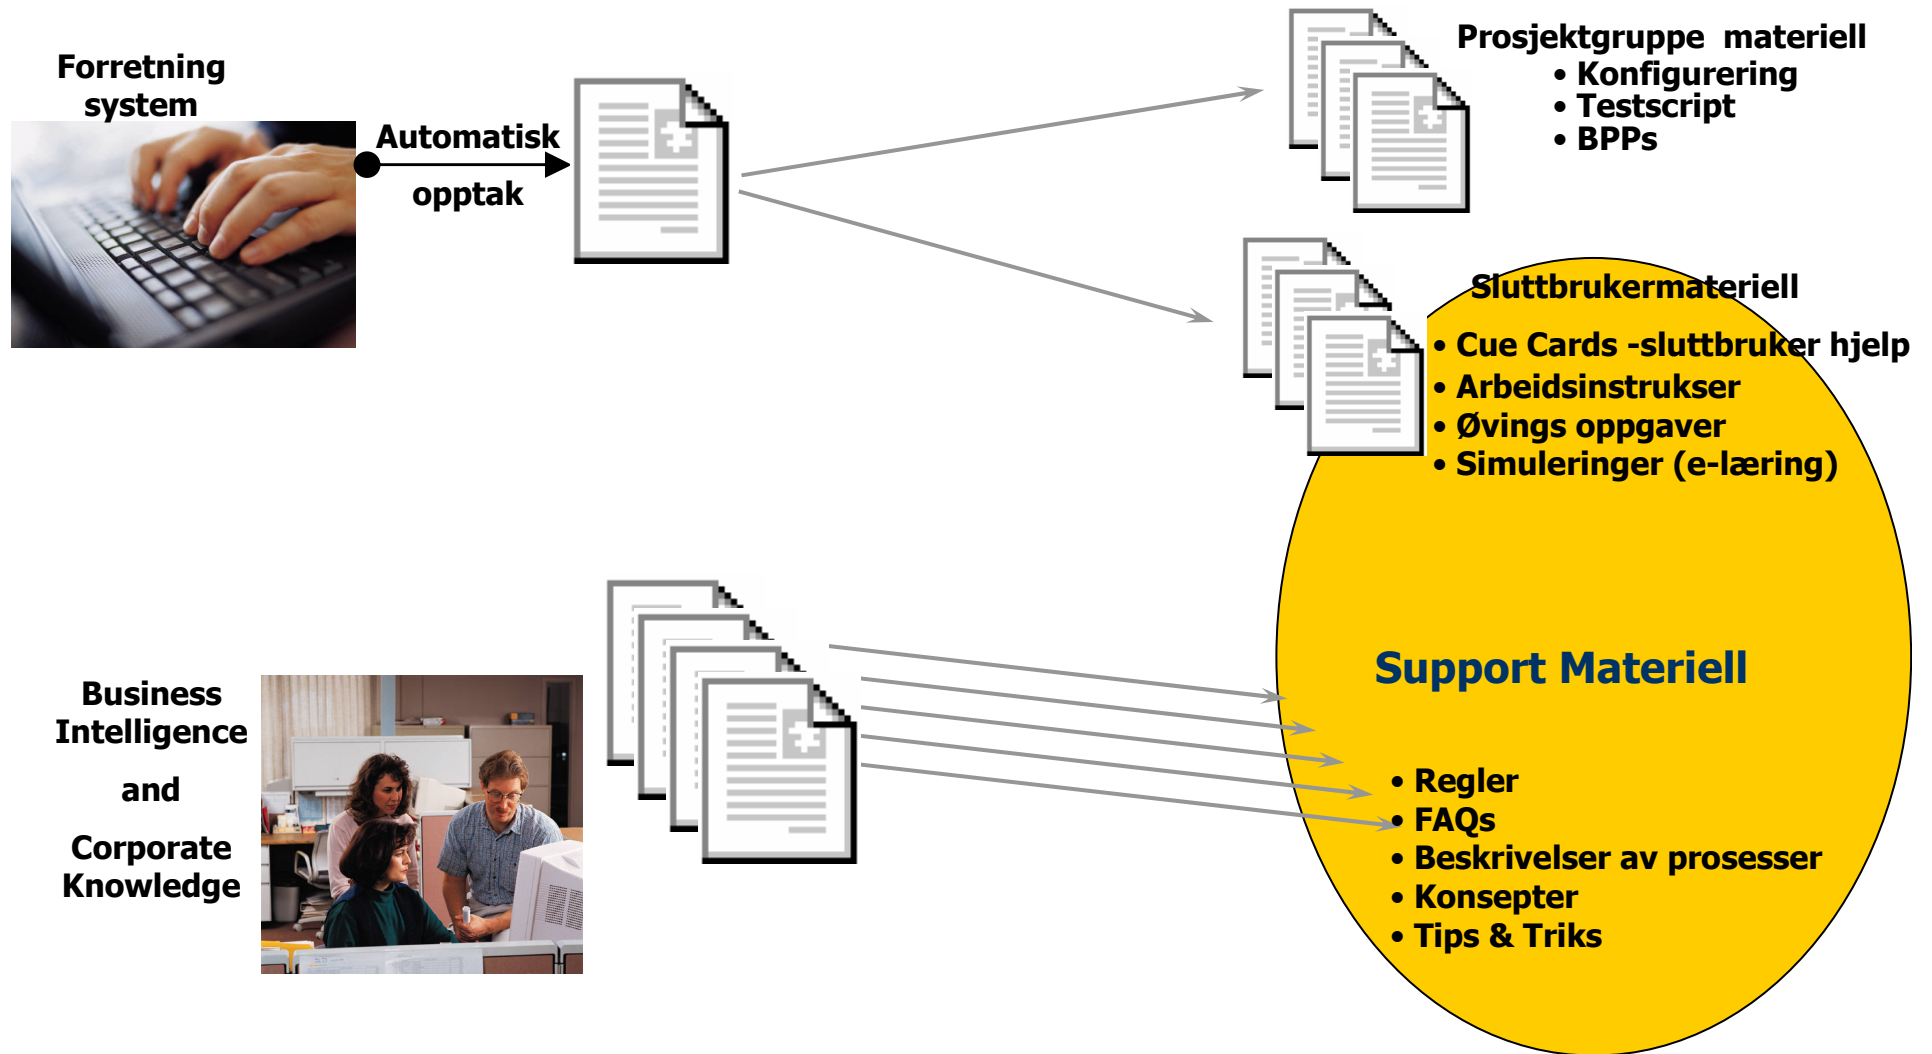 Forretning
system
Automatisk
opptak
Prosjektgruppe materiell
• Konfigurering
• Testscript
• BPPs
Sluttbrukermateriell
• Cue Cards -sluttbruker hjelp
• Arbeidsinstrukser
• Øvings oppgaver
• Simuleringer (e-læring)
Business
Intelligence
and
Corporate
Knowledge
Support Materiell
• Regler
• FAQs
• Beskrivelser av prosesser
• Konsepter
• Tips & Triks